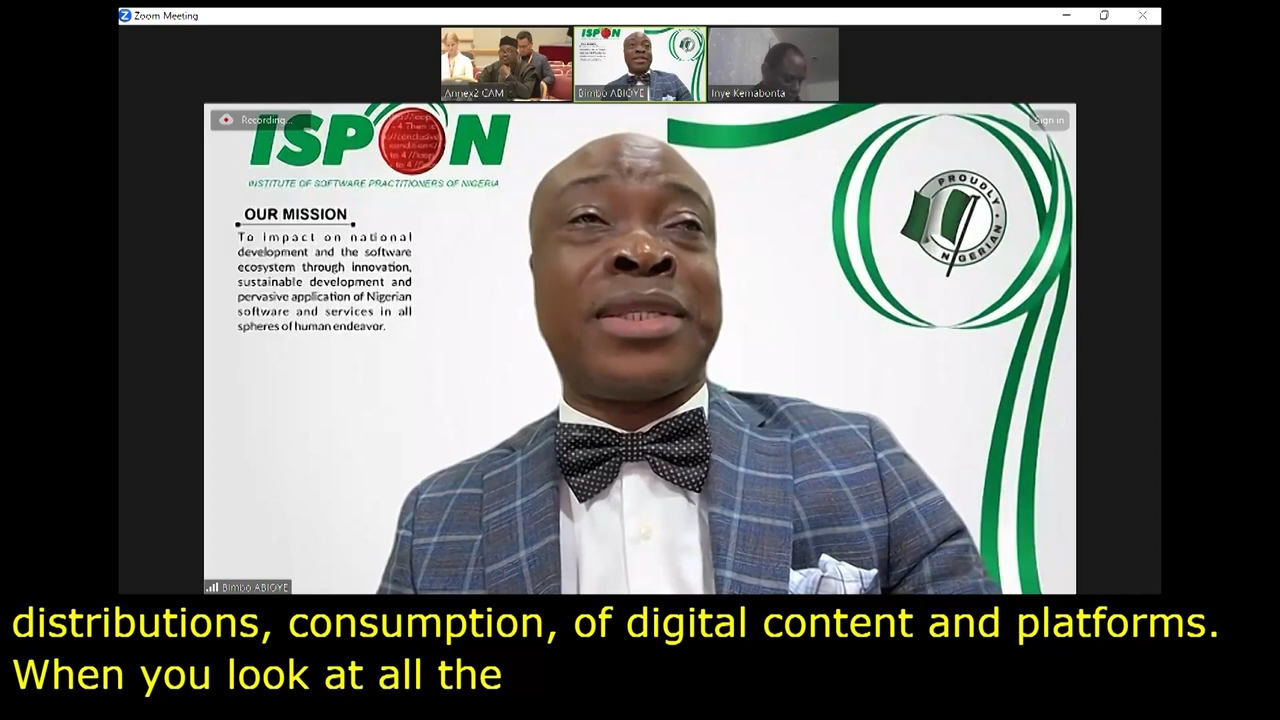 Zoom Meeting
Annex2 CAM
Bimbo ABIOYE
Inye Kemabonta
Recording...
Sign in
ISPON
INSTITUTE OF SOFTWARE PRACTITIONERS OF NIGERIA
OUR MISSION
To impact on national
development and the software
ecosystem through innovation,
sustainable development and
pervasive application of Nigerian
software and services in all
spheres of human endeavor.
PROUDLY
NIGERIAN
Bimbo ABIOYE
distributions, consumption, of digital content and platforms.
When you look at all the